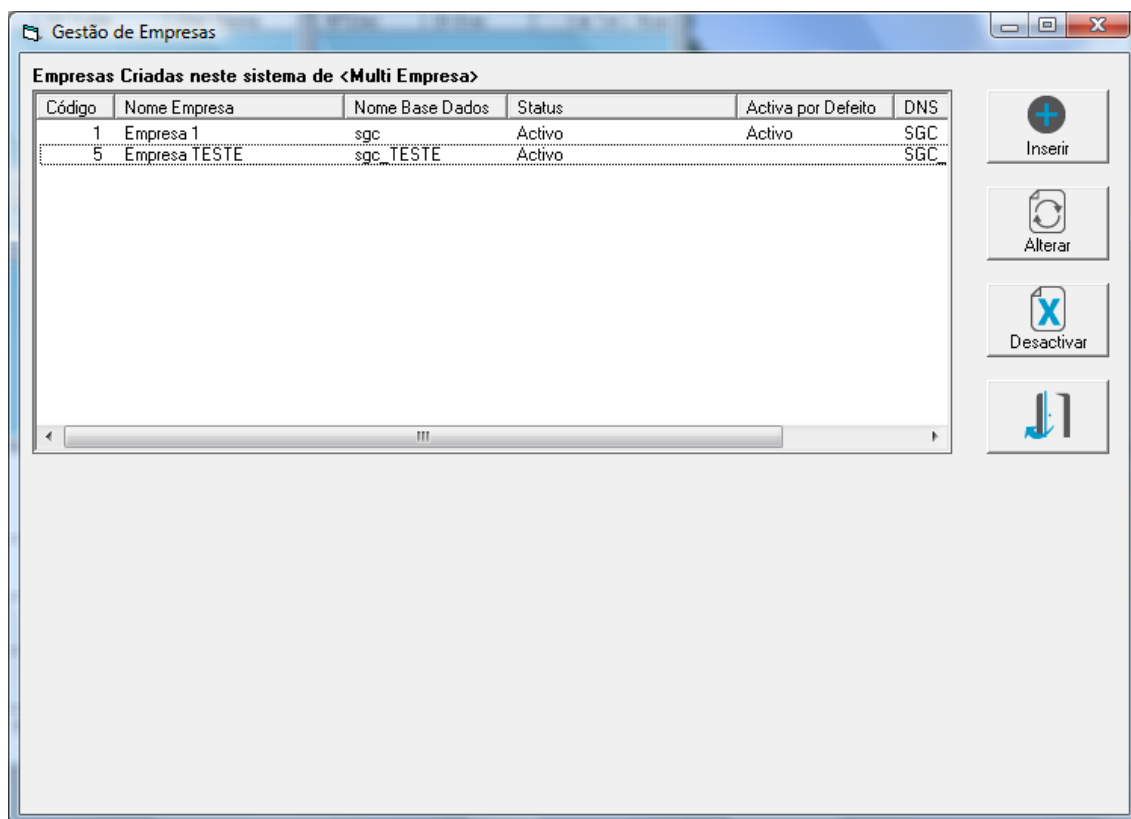 Gestão de Empresas
Empresas Criadas neste sistema de <Multi Empresa>
Código Nome Empresa Nome Base Dados Status Activa por Defeito DNS
1 Empresa 1 sgc Activo Activo SGC
5 Empresa TESTE sgc_TESTE Activo SGC_
Inserir
Alterar
Desactivar